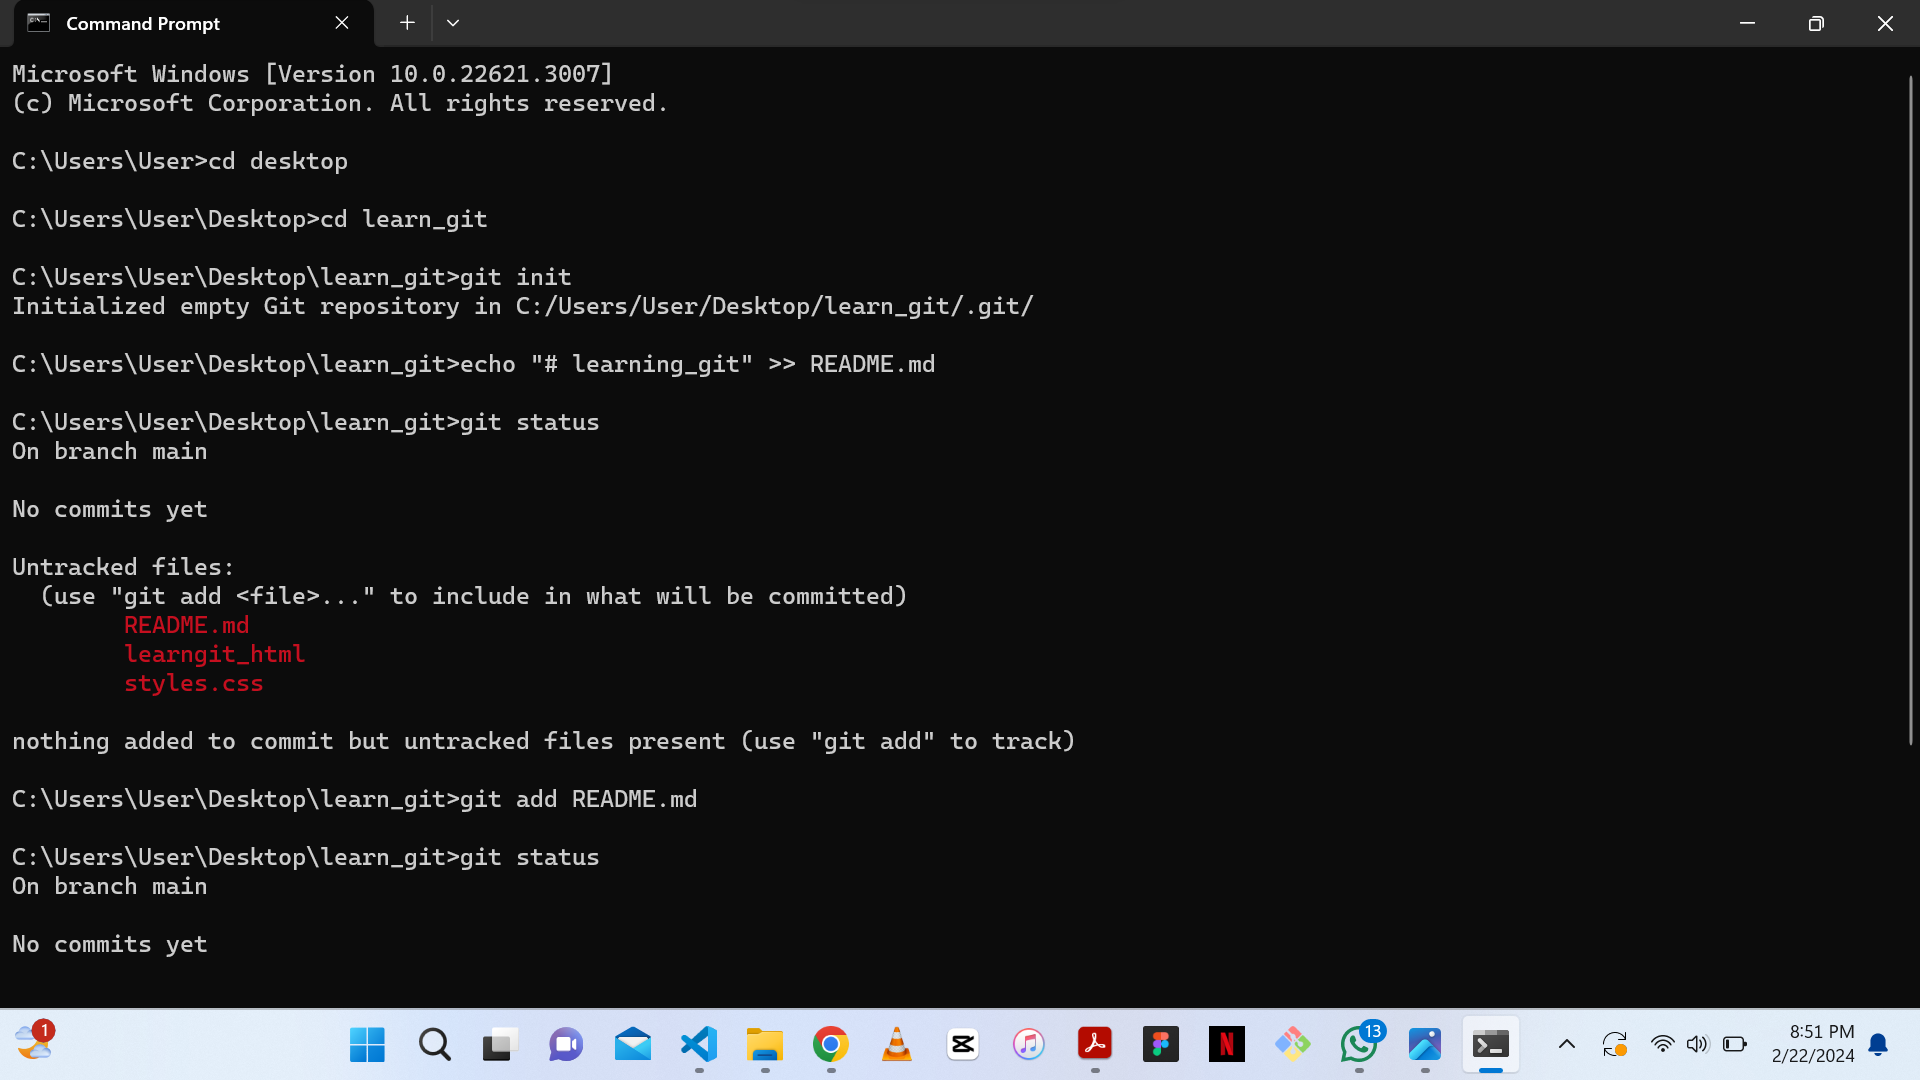 Command Prompt
Microsoft Windows [Version 10.0.22621.3007]
(c) Microsoft Corporation. All rights reserved.
C:\Users\User>cd desktop
C:\Users\User\Desktop>cd learn_git
C:\Users\User\Desktop\learn_git>git init
Initialized empty Git repository in C:/Users/User/Desktop/learn_git/.git/
C:\Users\User\Desktop\learn_git>echo "# learning_git" >> README.md
C:\Users\User\Desktop\learn_git>git status
On branch main
No commits yet
Untracked files:
  (use "git add <file>..." to include in what will be committed)
        README.md
        learngit_html
        styles.css
nothing added to commit but untracked files present (use "git add" to track)
C:\Users\User\Desktop\learn_git>git add README.md
C:\Users\User\Desktop\learn_git>git status
On branch main
No commits yet
1
N
13
8:51 PM
2/22/2024